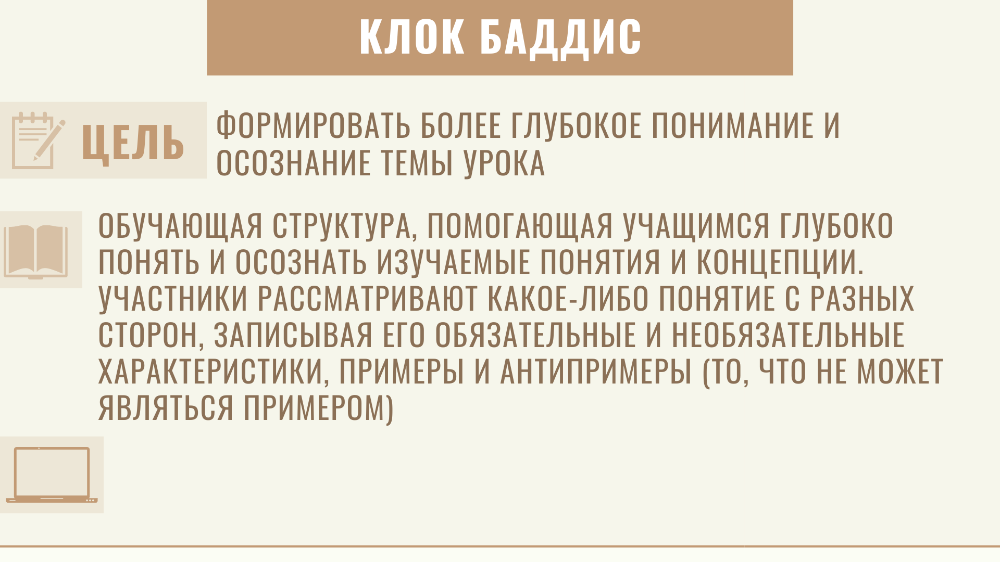 КЛОК БАДДИС
ЦЕЛЬ
ФОРМИРОВАТЬ БОЛЕЕ ГЛУБОКОЕ ПОНИМАНИЕ И
ОСОЗНАНИЕ ТЕМЫ УРОКА
ОБУЧАЮЩАЯ СТРУКТУРА, ПОМОГАЮЩАЯ УЧАЩИМСЯ ГЛУБОКО
ПОНЯТЬ И ОСОЗНАТЬ ИЗУЧАЕМЫЕ ПОНЯТИЯ И КОНЦЕПЦИИ.
УЧАСТНИКИ РАССМАТРИВАЮТ КАКОЕ-ЛИБО ПОНЯТИЕ С РАЗНЫХ
СТОРОН, ЗАПИСЫВАЯ ЕГО ОБЯЗАТЕЛЬНЫЕ И НЕОБЯЗАТЕЛЬНЫЕ
ХАРАКТЕРИСТИКИ, ПРИМЕРЫ И АНТИПРИМЕРЫ (ТО, ЧТО НЕ МОЖЕТ
ЯВЛЯТЬСЯ ПРИМЕРОМ)